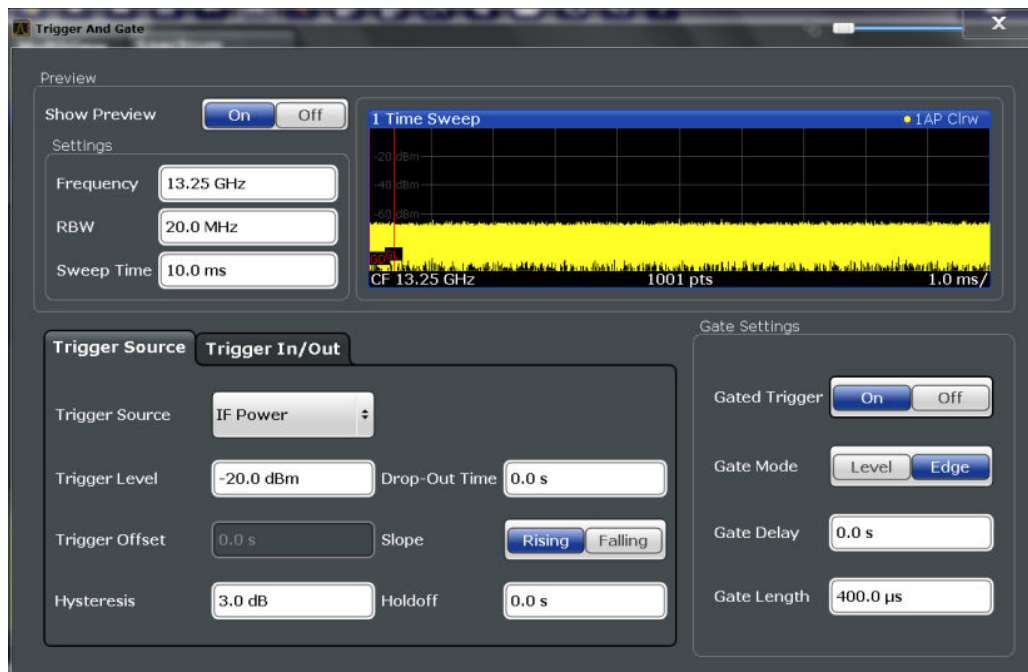 Trigger And Gate
X
Preview
Show Preview On Off
Settings
Frequency 13.25 GHz
RBW 20.0 MHz
Sweep Time 10.0 ms
1 Time Sweep 1AP Clrw
-20 dBm
-40 dBm
-60 dBm
GD GL
CF 13.25 GHz 1001 pts 1.0 ms/
Trigger Source Trigger In/Out
Trigger Source IF Power
Trigger Level -20.0 dBm Drop-Out Time 0.0 s
Trigger Offset 0.0 s Slope Rising Falling
Hysteresis 3.0 dB Holdoff 0.0 s
Gate Settings
Gated Trigger On Off
Gate Mode Level Edge
Gate Delay 0.0 s
Gate Length 400.0 µs